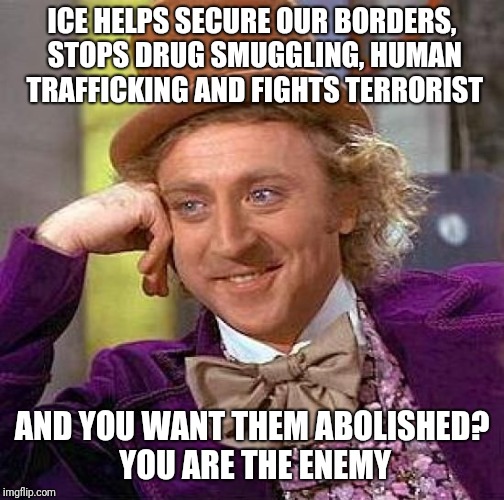 ICE HELPS SECURE OUR BORDERS,
STOPS DRUG SMUGGLING, HUMAN
TRAFFICKING AND FIGHTS TERRORIST
AND YOU WANT THEM ABOLISHED?
YOU ARE THE ENEMY
imgflip.com